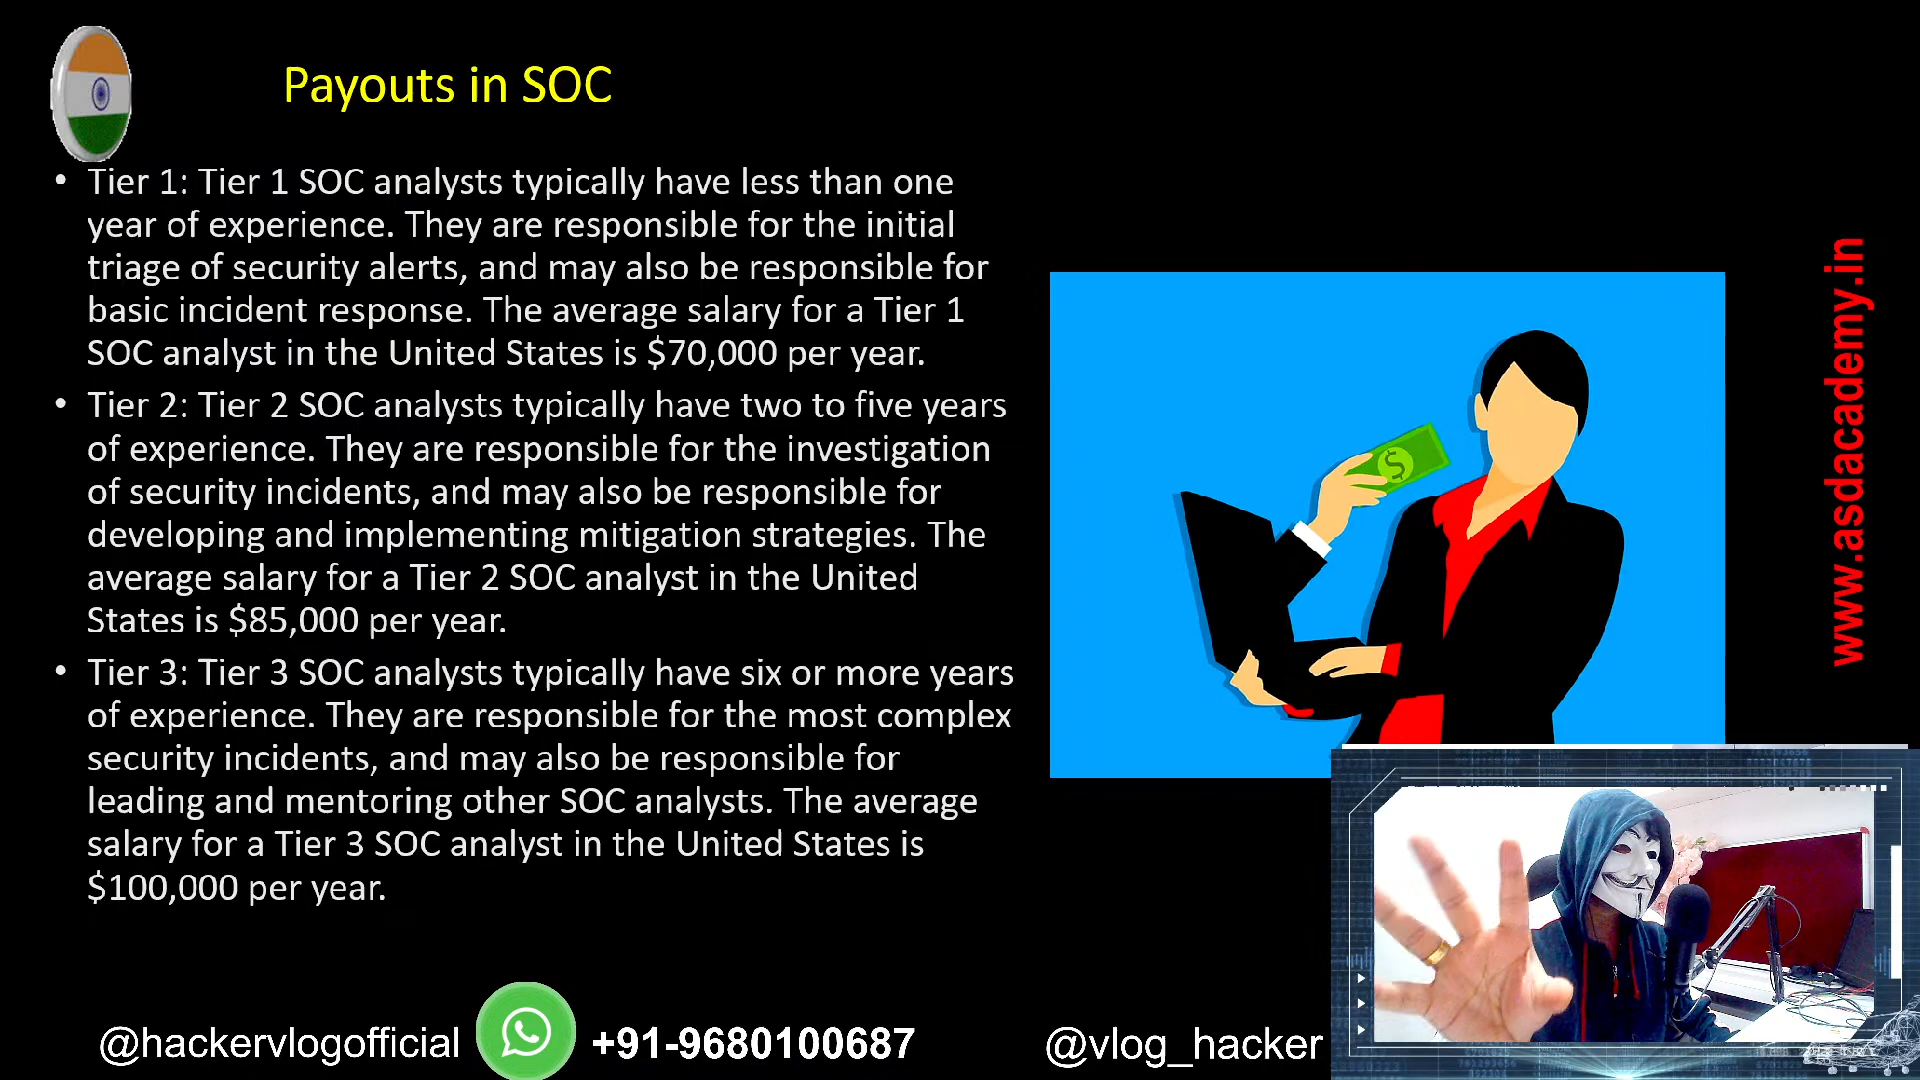 Payouts in SOC
• Tier 1: Tier 1 SOC analysts typically have less than one
year of experience. They are responsible for the initial
triage of security alerts, and may also be responsible for
basic incident response. The average salary for a Tier 1
SOC analyst in the United States is $70,000 per year.
• Tier 2: Tier 2 SOC analysts typically have two to five years
of experience. They are responsible for the investigation
of security incidents, and may also be responsible for
developing and implementing mitigation strategies. The
average salary for a Tier 2 SOC analyst in the United
States is $85,000 per year.
• Tier 3: Tier 3 SOC analysts typically have six or more years
of experience. They are responsible for the most complex
security incidents, and may also be responsible for
leading and mentoring other SOC analysts. The average
salary for a Tier 3 SOC analyst in the United States is
$100,000 per year.
$
www.asdacademy.in
@hackervlogofficial
+91-9680100687
@vlog_hacker